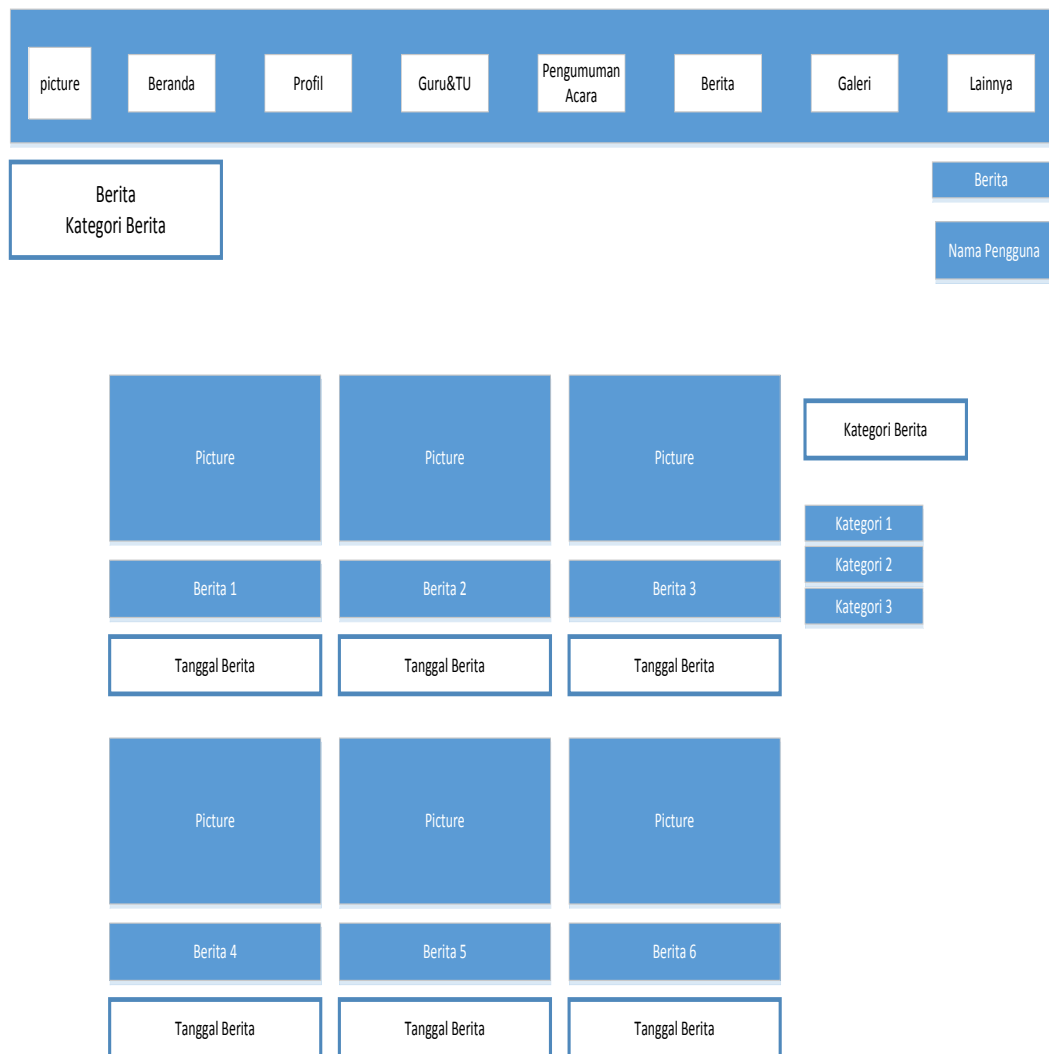 picture
Beranda
Profil
Guru&TU
Pengumuman
Acara
Berita
Galeri
Lainnya
Berita
Kategori Berita
Berita
Nama Pengguna
Picture
Picture
Picture
Berita 1
Berita 2
Berita 3
Tanggal Berita
Tanggal Berita
Tanggal Berita
Kategori Berita
Kategori 1
Kategori 2
Kategori 3
Picture
Picture
Picture
Berita 4
Berita 5
Berita 6
Tanggal Berita
Tanggal Berita
Tanggal Berita